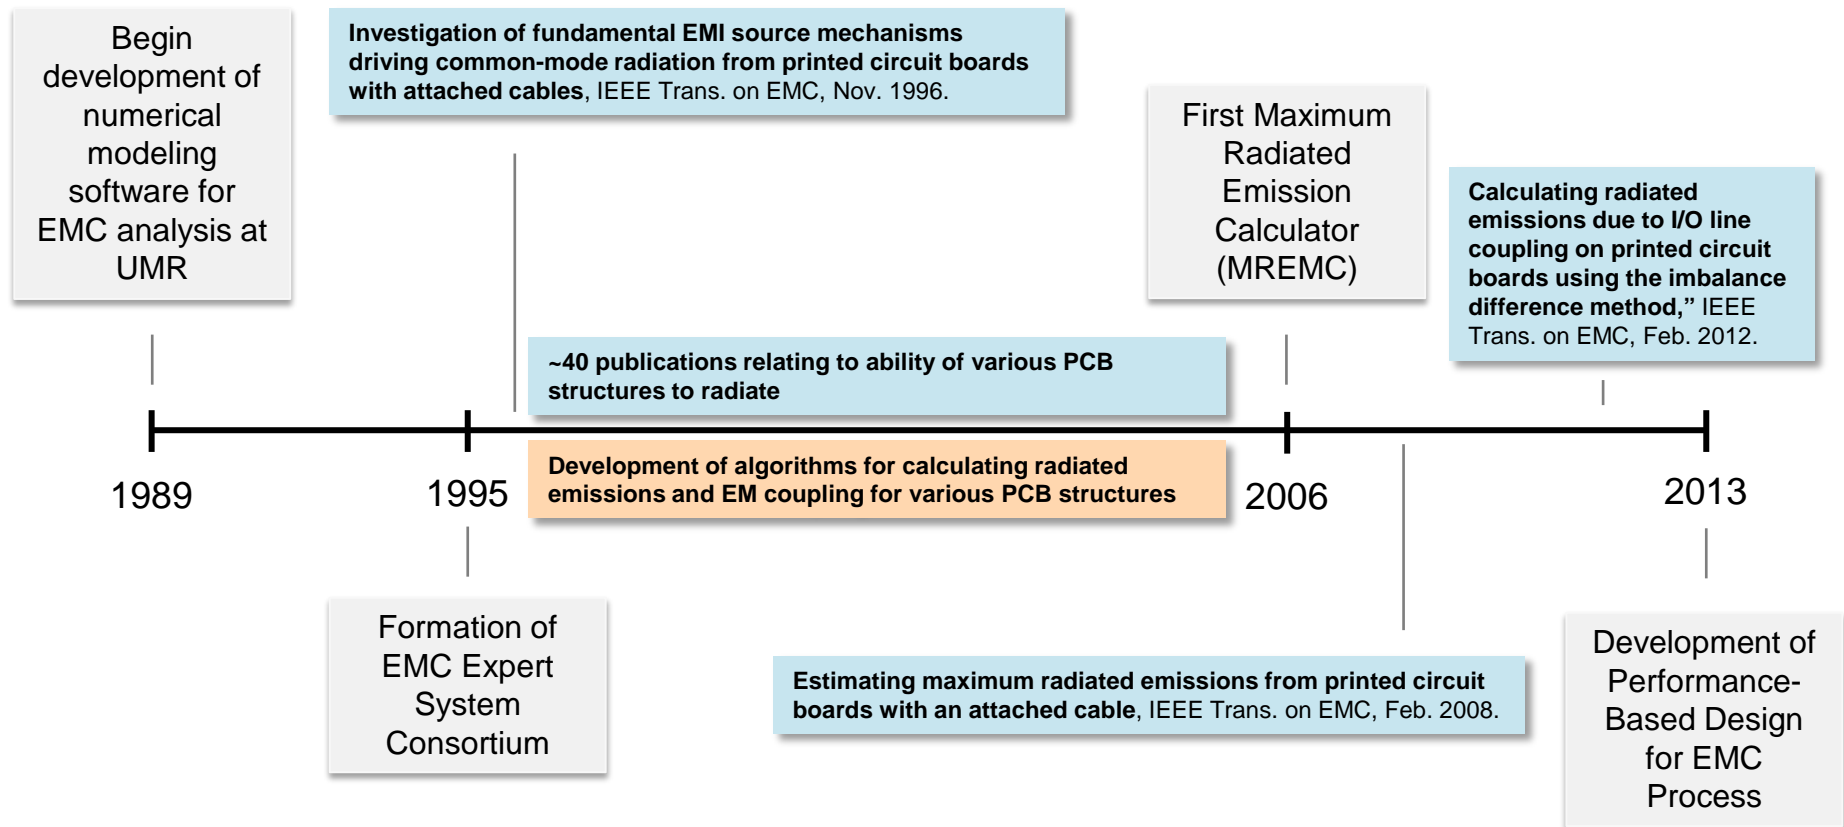 Begin
development of
numerical
modeling
software for
EMC analysis at
UMR
Investigation of fundamental EMI source mechanisms
driving common-mode radiation from printed circuit boards
with attached cables, IEEE Trans. on EMC, Nov. 1996.
First Maximum
Radiated
Emission
Calculator
(MREMC)
Calculating radiated
emissions due to I/O line
coupling on printed circuit
boards using the imbalance
difference method,” IEEE
Trans. on EMC, Feb. 2012.
~40 publications relating to ability of various PCB
structures to radiate
Development of algorithms for calculating radiated
emissions and EM coupling for various PCB structures
1989
1995
2006
2013
Formation of
EMC Expert
System
Consortium
Estimating maximum radiated emissions from printed circuit
boards with an attached cable, IEEE Trans. on EMC, Feb. 2008.
Development of
Performance-
Based Design
for EMC
Process